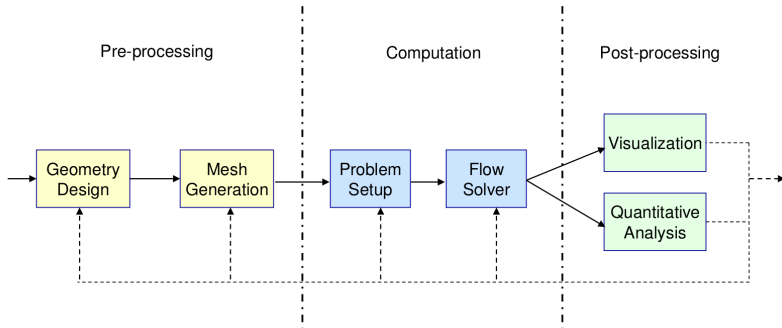 Pre-processing
Computation
Post-processing
Geometry
Design
Mesh
Generation
Problem
Setup
Flow
Solver
Visualization
Quantitative
Analysis